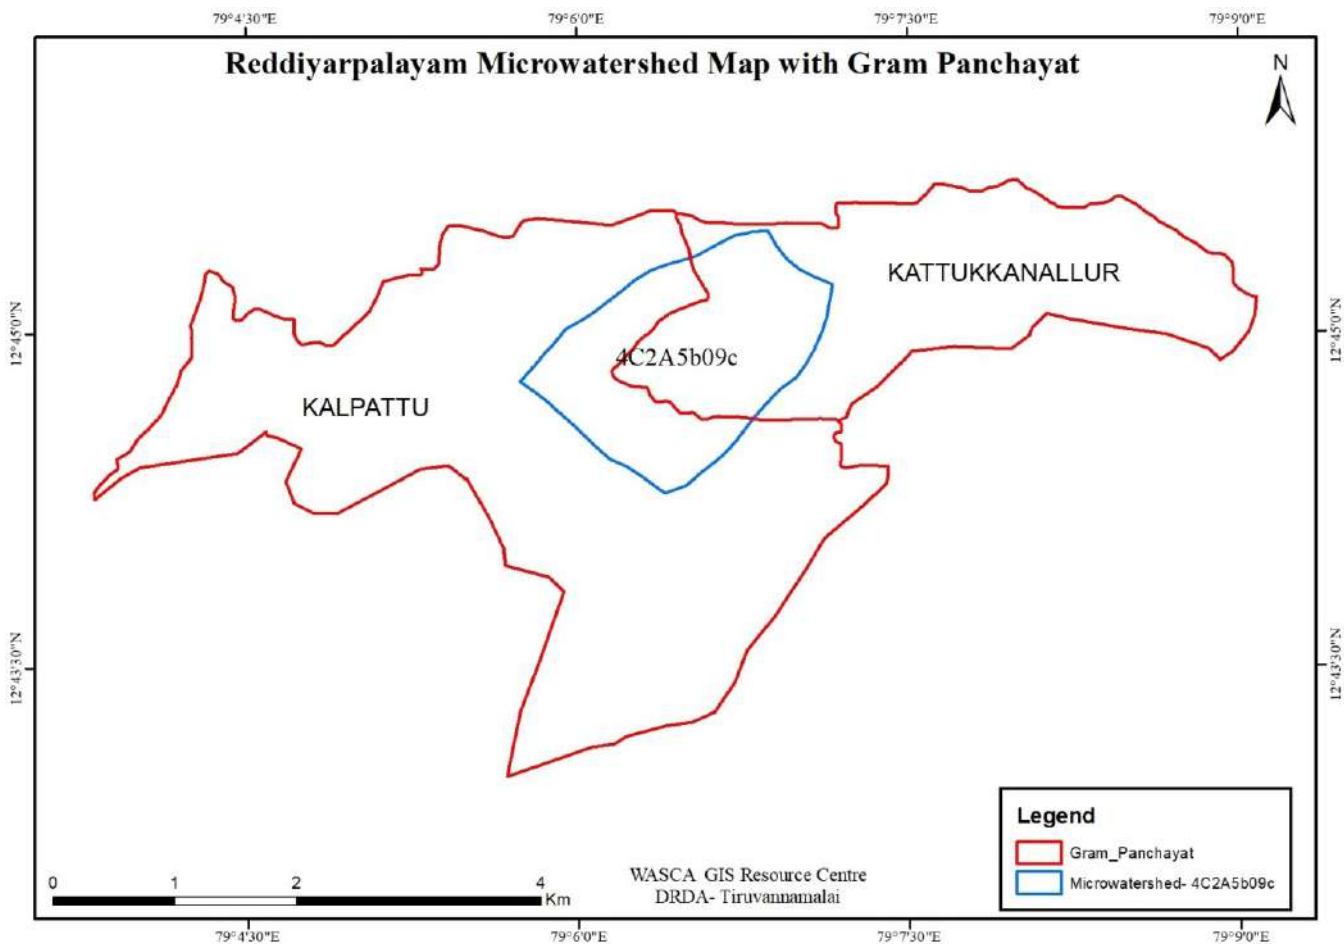 79°4'30"E 79°6'0"E 79°7'30"E 79°9'0"E
Reddiyarpalayam Microwatershed Map with Gram Panchayat
N
KATTUKKANALLUR
12°45'0"N 12°45'0"N
4C2A5b09c
KALPATTU
12°43'30"N 12°43'30"N
Legend
Gram_Panchayat
Microwatershed- 4C2A5b09c
WASCA GIS Resource Centre
DRDA- Tiruvannamalai
0 1 2 4
Km
79°4'30"E 79°6'0"E 79°7'30"E 79°9'0"E